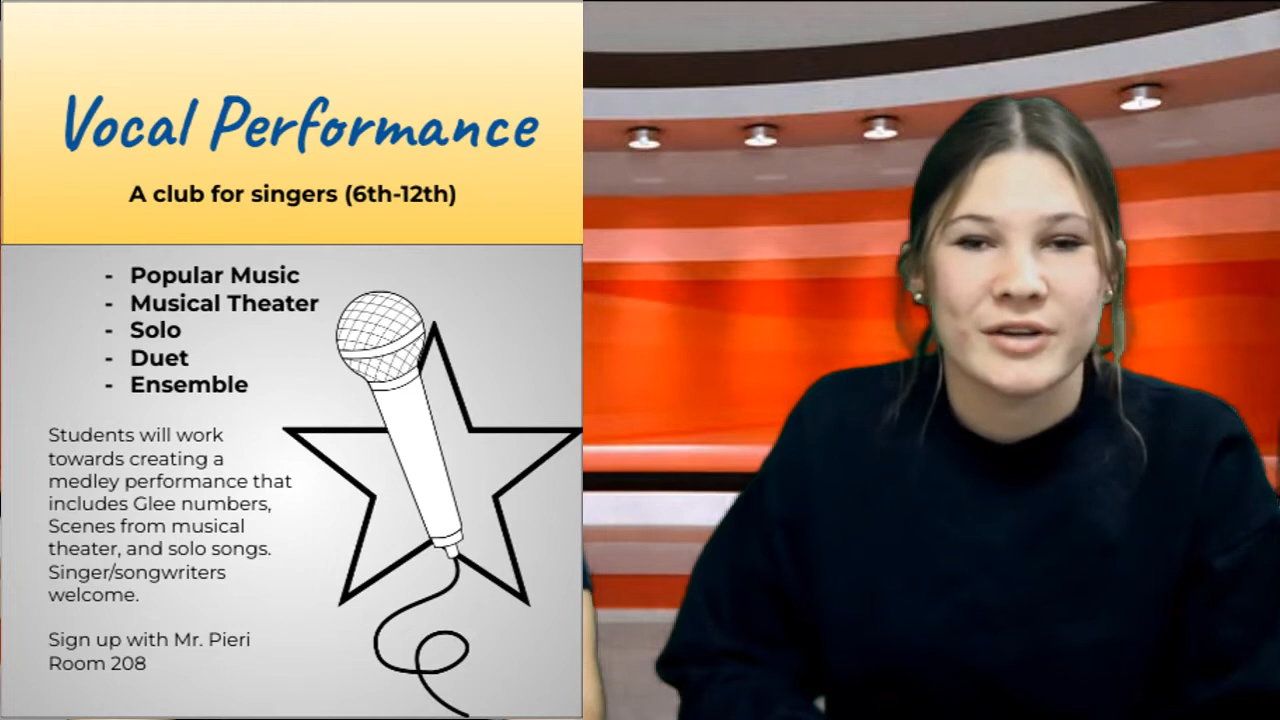 Vocal Performance
A club for singers (6th-12th)
- Popular Music
- Musical Theater
- Solo
- Duet
- Ensemble
Students will work
towards creating a
medley performance that
includes Glee numbers,
Scenes from musical
theater, and solo songs.
Singer/songwriters
welcome.
Sign up with Mr. Pieri
Room 208